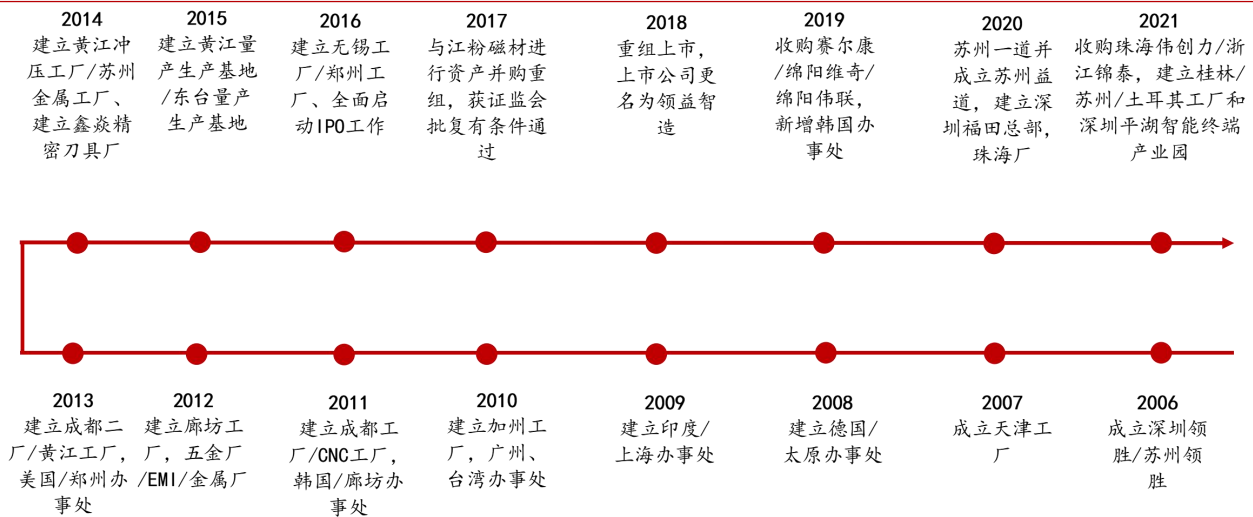 2014
建立黄江冲
压工厂/苏州
金属工厂、
建立鑫焱精
密刀具厂
2015
建立黄江量
产生产基地
/东台量产
生产基地
2016
建立无锡工
厂/郑州工
厂、全面启
动IPO工作
2017
与江粉磁材进
行资产并购重
组，获证监会
批复有条件通
过
2018
重组上市，
上市公司更
名为领益智
造
2019
收购赛尔康
/绵阳维奇/
绵阳伟联，
新增韩国办
事处
2020
苏州一道并
成立苏州益
道，建立深
圳福田总部，
珠海厂
2021
收购珠海伟创力/浙
江锦泰，建立桂林/
苏州/土耳其工厂和
深圳平湖智能终端
产业园
2013
建立成都二
厂/黄江工厂，
美国/郑州办
事处
2012
建立廊坊工
厂，五金厂
/EMI/金属厂
2011
建立成都工
厂/CNC工厂，
韩国/廊坊办
事处
2010
建立加州工
厂，广州、
台湾办事处
2009
建立印度/
上海办事处
2008
建立德国/
太原办事处
2007
成立天津工
厂
2006
成立深圳领
胜/苏州领
胜